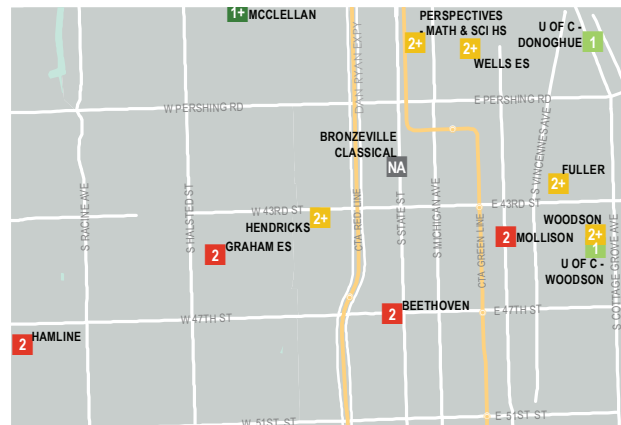 1+
MCCLELLAN
PERSPECTIVES
- MATH & SCI HS
2+
2+
WELLS ES
U OF C -
DONOGHUE
1
DAN RYAN EXPY
W PERSHING RD
E PERSHING RD
BRONZEVILLE
CLASSICAL
NA
S VINCENNES AVE
FULLER
2+
S RACINE AVE
S HALSTED ST
W 43RD ST
E 43RD ST
HENDRICKS
2+
CTA RED LINE
S STATE ST
S MICHIGAN AVE
CTA GREEN LINE
2
GRAHAM ES
2
MOLLISON
WOODSON
2+
1
U OF C -
WOODSON
S COTTAGE GROVE AVE
BEETHOVEN
2
W 47TH ST
E 47TH ST
2
HAMLINE
W 51ST ST
E 51ST ST